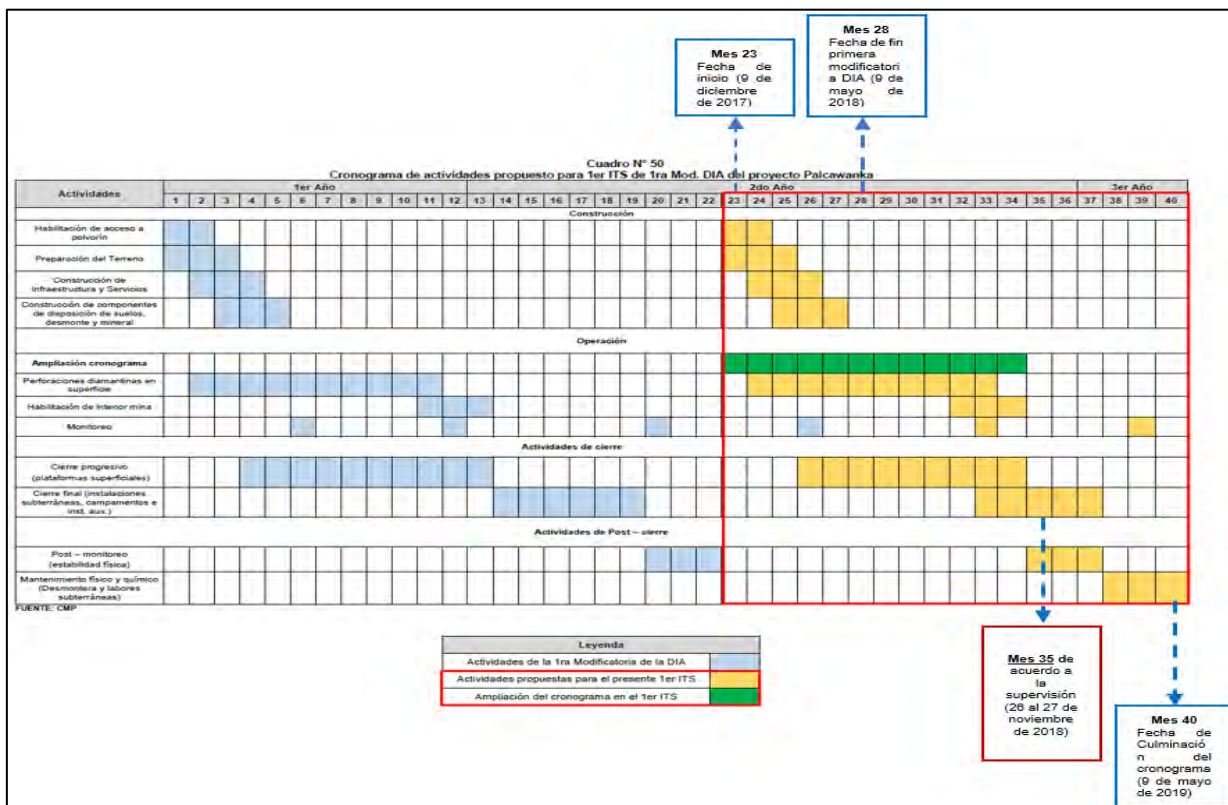 Mes 23
Fecha de
inicio (9 de
diciembre
de 2017)
Mes 28
Fecha de fin
primera
modificatori
a DIA (9 de
mayo de
2018)
Cuadro N° 50
Cronograma de actividades propuesto para 1er ITS de 1ra Mod. DIA del proyecto Palcawanka
Actividades 1er Año 2do Año 3er Año
1 2 3 4 5 6 7 8 9 10 11 12 13 14 15 16 17 18 19 20 21 22 23 24 25 26 27 28 29 30 31 32 33 34 35 36 37 38 39 40
Construcción
Habilitación de acceso a
polvorín
Preparación del Terreno
Construcción de
Infraestructura y Servicios
Construcción de componentes
de disposición de suelos,
desmonte y mineral
Operación
Ampliación cronograma
Perforaciones diamantinas en
superficie
Habilitación de Interior mina
Monitoreo
Actividades de cierre
Cierre progresivo
(plataformas superficiales)
Cierre final (instalaciones
subterráneas, campamentos e
inst. aux.)
Actividades de Post – cierre
Post – monitoreo
(estabilidad física)
Mantenimiento físico y químico
(Desmontera y labores
subterráneas)
FUENTE: CMP
Leyenda
Actividades de la 1ra Modificatoria de la DIA
Actividades propuestas para el presente 1er ITS
Ampliación del cronograma en el 1er ITS
Mes 35 de
acuerdo a
la
supervisión
(26 al 27 de
noviembre
de 2018)
Mes 40
Fecha de
Culminació
n del
cronograma
(9 de mayo
de 2019)